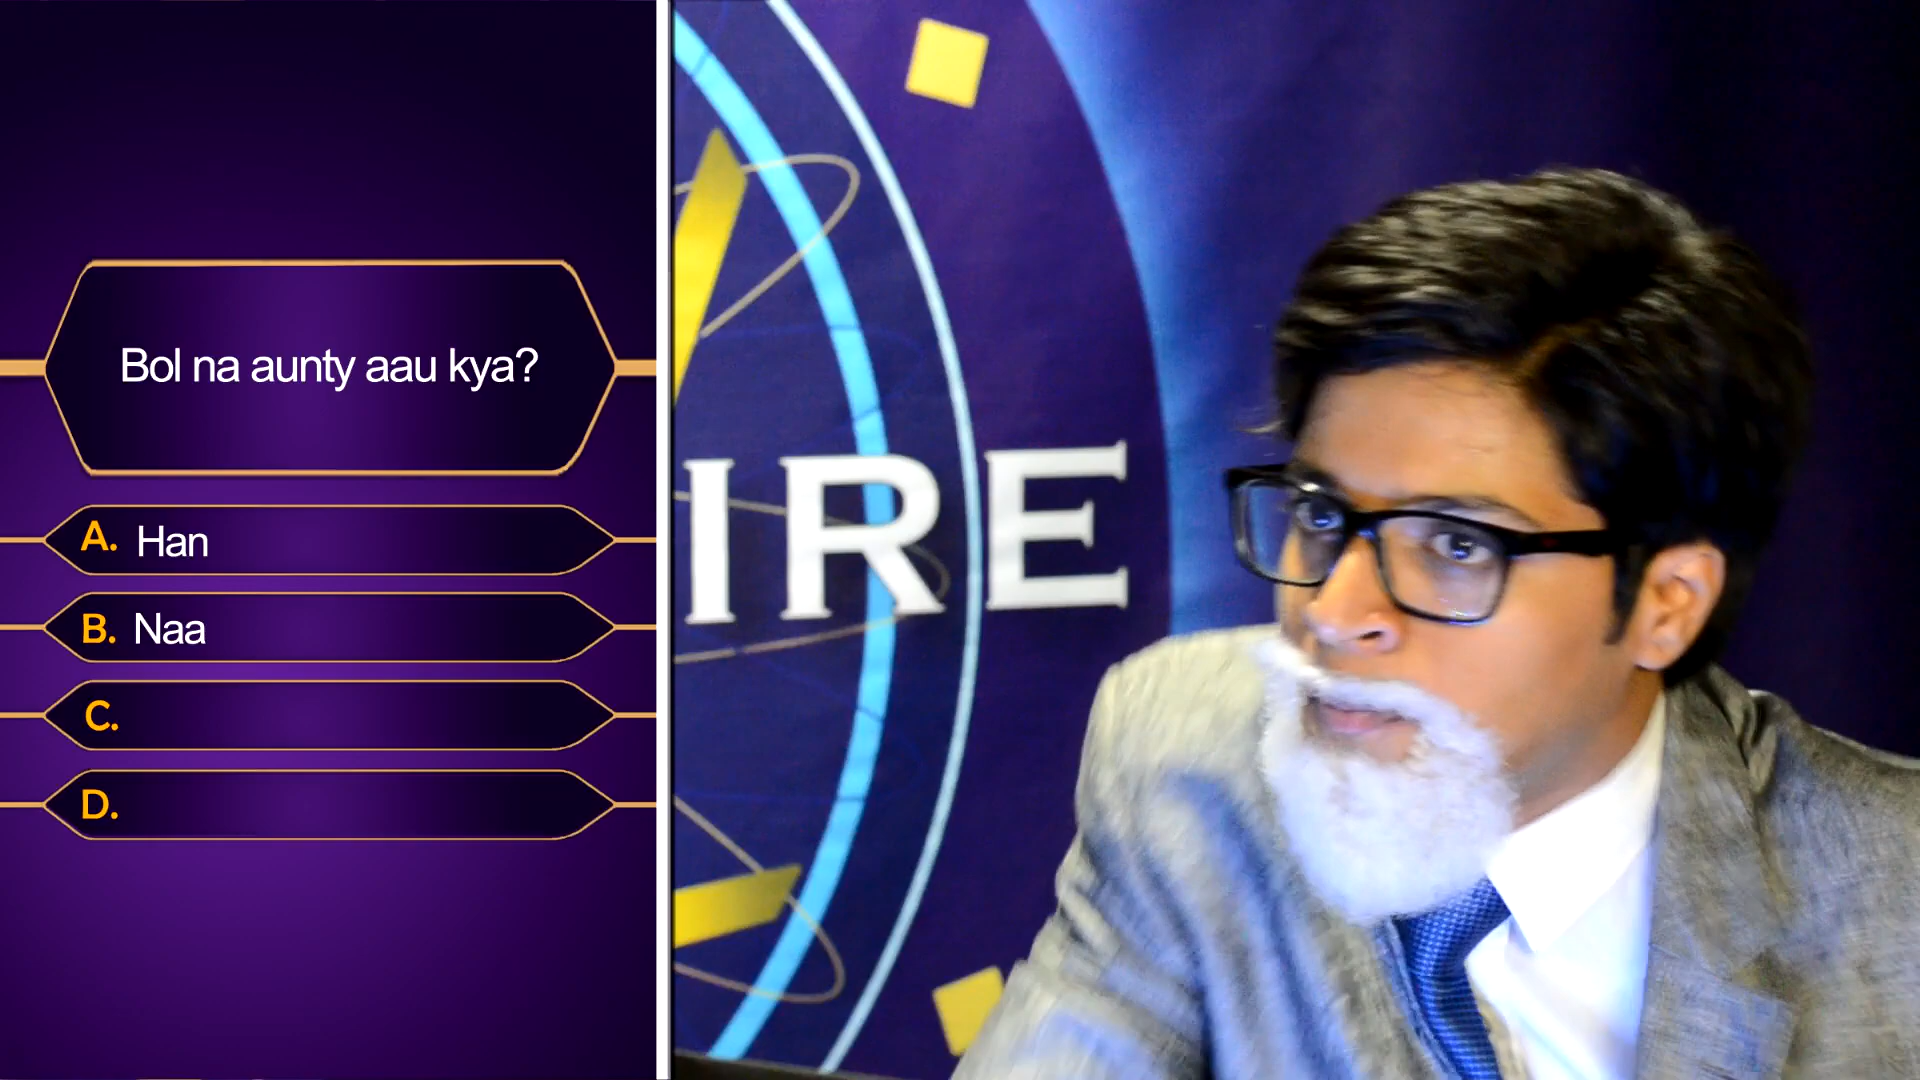 Bol na aunty aau kya?
A. Han
B. Naa
C.
D.
IRE